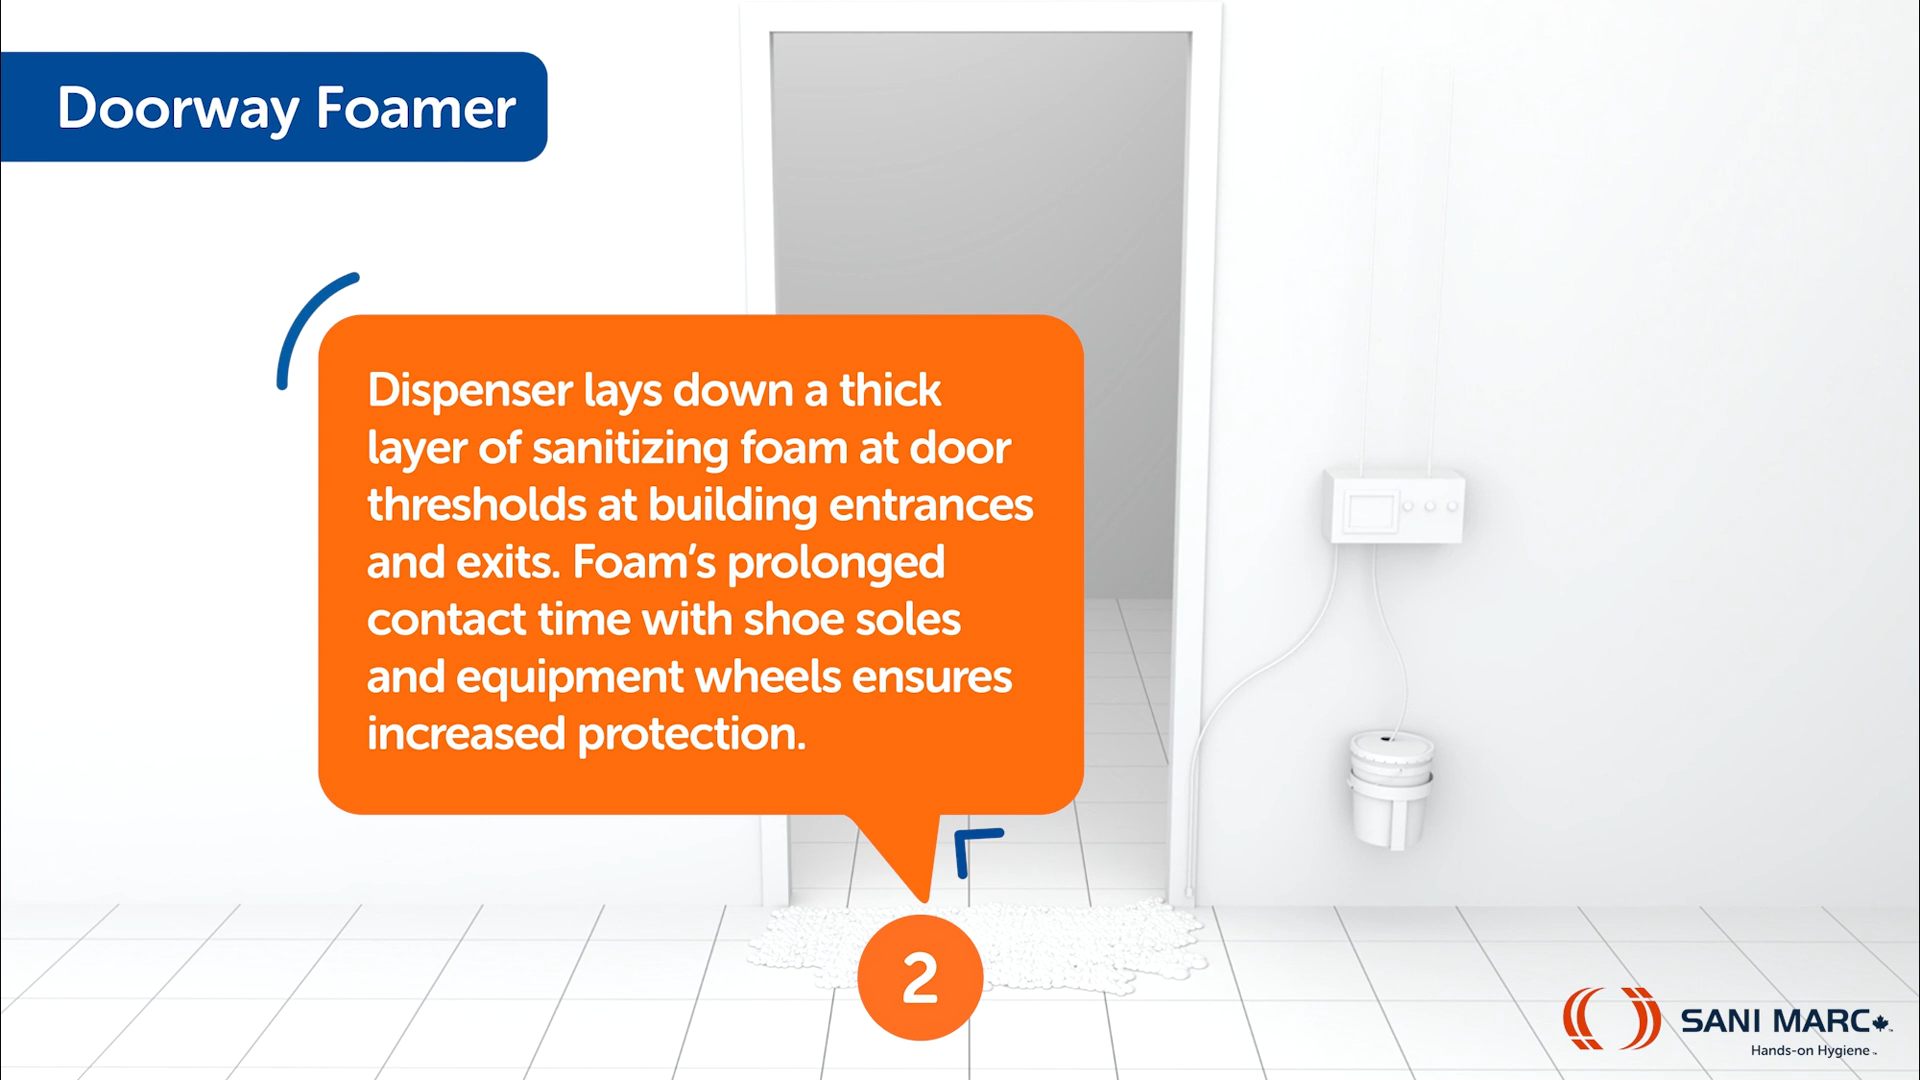 Doorway Foamer
Dispenser lays down a thick
layer of sanitizing foam at door
thresholds at building entrances
and exits. Foam’s prolonged
contact time with shoe soles
and equipment wheels ensures
increased protection.
2
SANI MARC
Hands-on Hygiene™